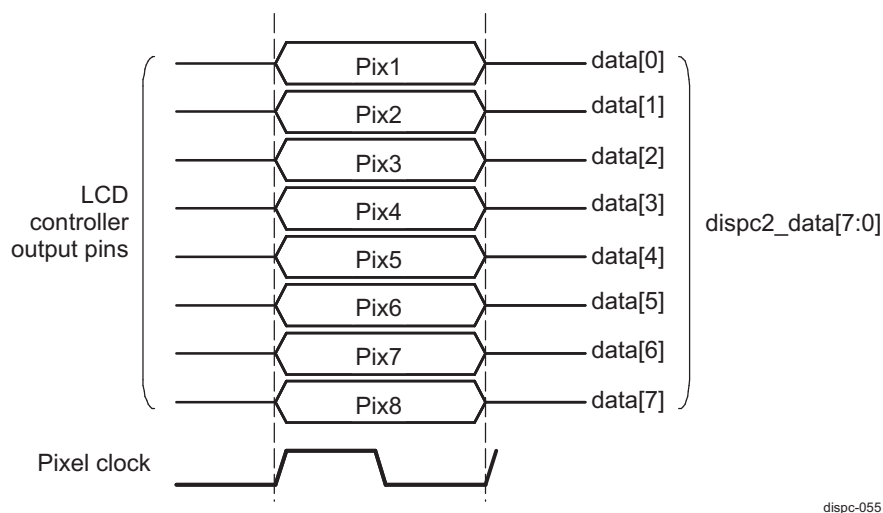 Pix1
data[0]
Pix2
data[1]
Pix3
data[2]
Pix4
data[3]
LCD
controller
output pins
dispc2_data[7:0]
Pix5
data[4]
Pix6
data[5]
Pix7
data[6]
Pix8
data[7]
Pixel clock
dispc-055